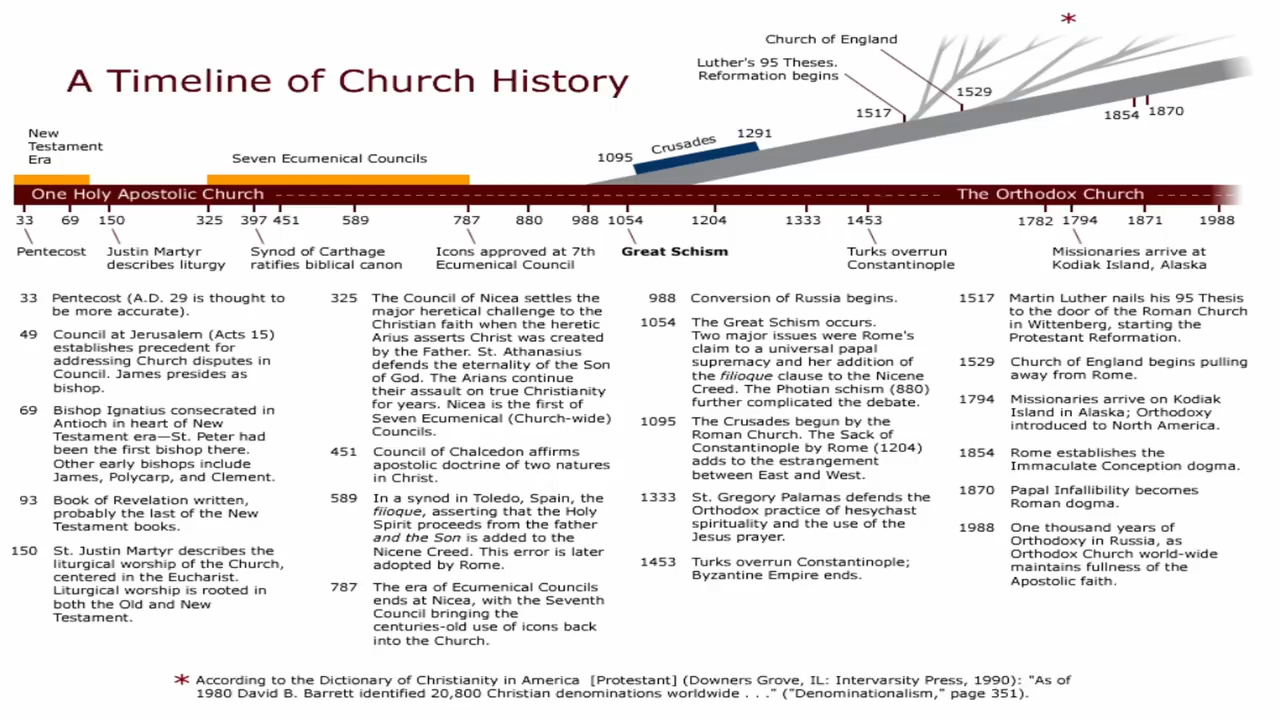 A Timeline of Church History
*
Church of England
Luther's 95 Theses.
Reformation begins
1529
1517
1854
1870
New
Testament
Era
Seven Ecumenical Councils
1095
Crusades
1291
One Holy Apostolic Church
The Orthodox Church
33
69
150
325
397
451
589
787
880
988
1054
1204
1333
1453
1782
1794
1871
1988
Pentecost
Justin Martyr
describes liturgy
Synod of Carthage
ratifies biblical canon
Icons approved at 7th
Ecumenical Council
Great Schism
Turks overrun
Constantinople
Missionaries arrive at
Kodiak Island, Alaska
33 Pentecost (A.D. 29 is thought to
be more accurate).
49 Council at Jerusalem (Acts 15)
establishes precedent for
addressing Church disputes in
Council. James presides as
bishop.
69 Bishop Ignatius consecrated in
Antioch in heart of New
Testament era—St. Peter had
been the first bishop there.
Other early bishops include
James, Polycarp, and Clement.
93 Book of Revelation written,
probably the last of the New
Testament books.
150 St. Justin Martyr describes the
liturgical worship of the Church,
centered in the Eucharist.
Liturgical worship is rooted in
both the Old and New
Testament.
325 The Council of Nicea settles the
major heretical challenge to the
Christian faith when the heretic
Arius asserts Christ was created
by the Father. St. Athanasius
defends the eternality of the Son
of God. The Arians continue
their assault on true Christianity
for years. Nicea is the first of
Seven Ecumenical (Church-wide)
Councils.
451 Council of Chalcedon affirms
apostolic doctrine of two natures
in Christ.
589 In a synod in Toledo, Spain, the
fiioque, asserting that the Holy
Spirit proceeds from the father
and the Son is added to the
Nicene Creed. This error is later
adopted by Rome.
787 The era of Ecumenical Councils
ends at Nicea, with the Seventh
Council bringing the
centuries-old use of icons back
into the Church.
988 Conversion of Russia begins.
1054 The Great Schism occurs.
Two major issues were Rome's
claim to a universal papal
supremacy and her addition of
the filioque clause to the Nicene
Creed. The Photian schism (880)
further complicated the debate.
1095 The Crusades begun by the
Roman Church. The Sack of
Constantinople by Rome (1204)
adds to the estrangement
between East and West.
1333 St. Gregory Palamas defends the
Orthodox practice of hesychast
spirituality and the use of the
Jesus prayer.
1453 Turks overrun Constantinople;
Byzantine Empire ends.
1517 Martin Luther nails his 95 Thesis
to the door of the Roman Church
in Wittenberg, starting the
Protestant Reformation.
1529 Church of England begins pulling
away from Rome.
1794 Missionaries arrive on Kodiak
Island in Alaska; Orthodoxy
introduced to North America.
1854 Rome establishes the
Immaculate Conception dogma.
1870 Papal Infallibility becomes
Roman dogma.
1988 One thousand years of
Orthodoxy in Russia, as
Orthodox Church world-wide
maintains fullness of the
Apostolic faith.
* According to the Dictionary of Christianity in America [Protestant] (Downers Grove, IL: Intervarsity Press, 1990): "As of
1980 David B. Barrett identified 20,800 Christian denominations worldwide . . ." ("Denominationalism," page 351).